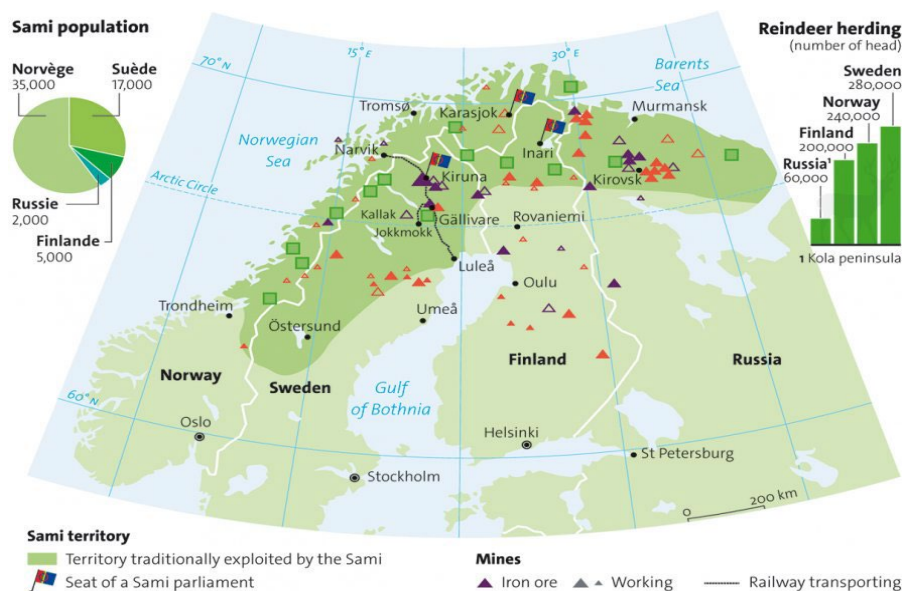 Sami population
Norvège
35,000
Suède
17,000
Russie
2,000
Finlande
5,000
Reindeer herding
(number of head)
Sweden
280,000
Norway
240,000
Finland
200,000
Russia¹
60,000
1 Kola peninsula
15° E
30° E
70° N
60° N
Barents
Sea
Norwegian
Sea
Arctic Circle
Tromsø
Karasjok
Murmansk
Narvik
Inari
Kiruna
Kirovsk
Kallak
Gällivare
Jokkmokk
Rovaniemi
Luleå
Oulu
Trondheim
Umeå
Östersund
Norway
Sweden
Finland
Russia
Gulf
of Bothnia
Oslo
Helsinki
Stockholm
St Petersburg
0
200 km
Sami territory
Territory traditionally exploited by the Sami
Seat of a Sami parliament
Mines
Iron ore
Working
Railway transporting